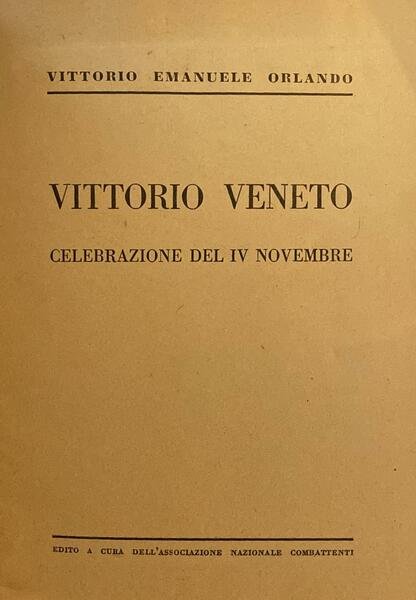 VITTORIO EMANUELE ORLANDO
VITTORIO VENETO
CELEBRAZIONE DEL IV NOVEMBRE
EDITO A CURA DELL'ASSOCIAZIONE NAZIONALE COMBATTENTI